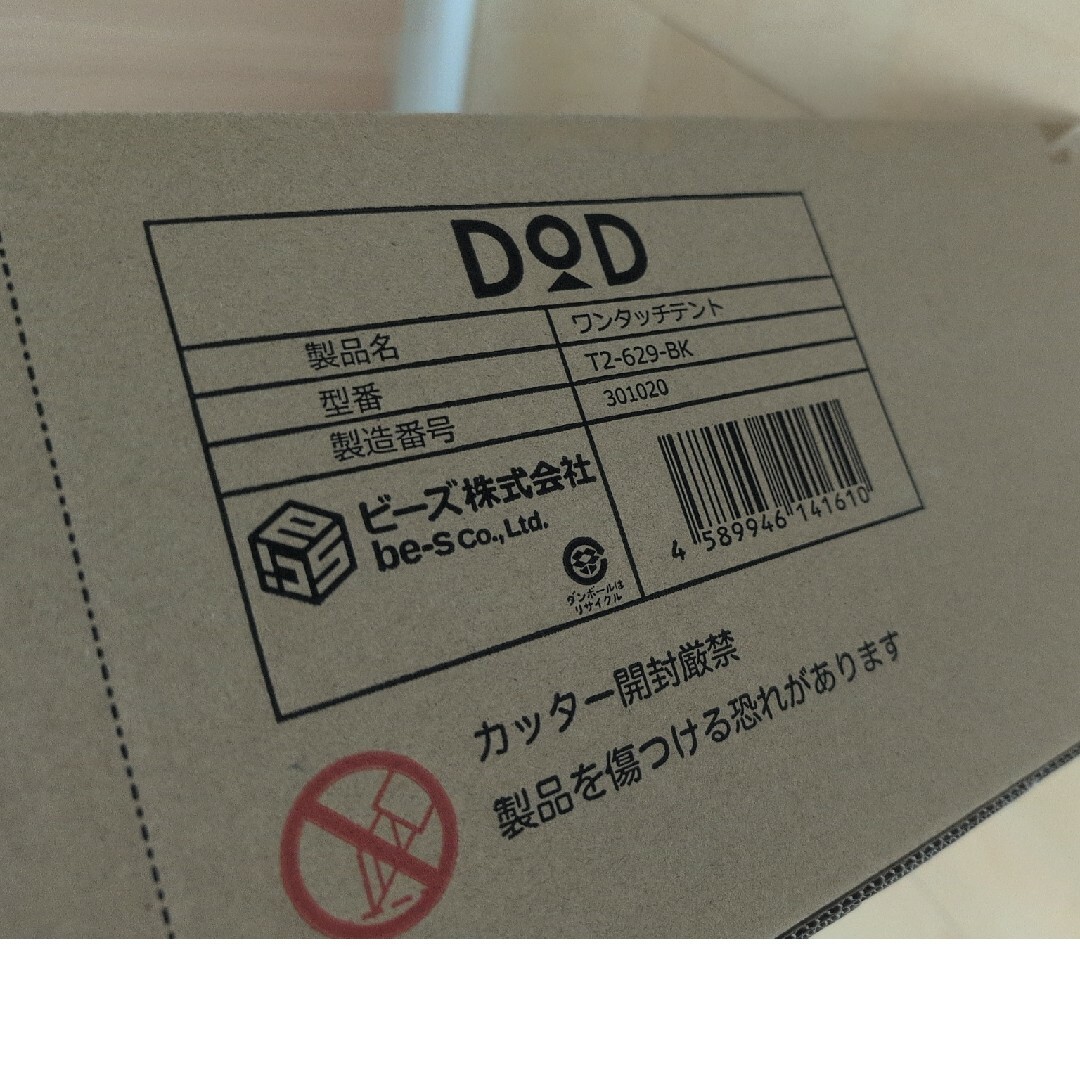 DOD
製品名 ワンタッチテント
型番 T2-629-BK
製造番号 301020
ビーズ株式会社
be-s Co., Ltd.
ダンボールは
リサイクル
4 589946 141610
カッター開封厳禁
製品を傷つける恐れがあります